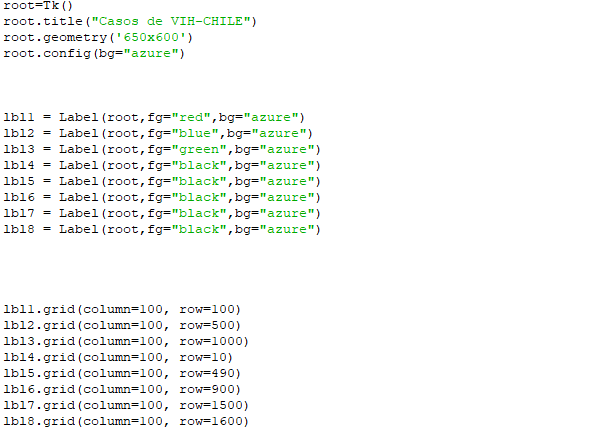 root=Tk()
root.title("Casos de VIH-CHILE")
root.geometry('650x600')
root.config(bg="azure")
lbl1 = Label(root,fg="red",bg="azure")
lbl2 = Label(root,fg="blue",bg="azure")
lbl3 = Label(root,fg="green",bg="azure")
lbl4 = Label(root,fg="black",bg="azure")
lbl5 = Label(root,fg="black",bg="azure")
lbl6 = Label(root,fg="black",bg="azure")
lbl7 = Label(root,fg="black",bg="azure")
lbl8 = Label(root,fg="black",bg="azure")
lbl1.grid(column=100, row=100)
lbl2.grid(column=100, row=500)
lbl3.grid(column=100, row=1000)
lbl4.grid(column=100, row=10)
lbl5.grid(column=100, row=490)
lbl6.grid(column=100, row=900)
lbl7.grid(column=100, row=1500)
lbl8.grid(column=100, row=1600)